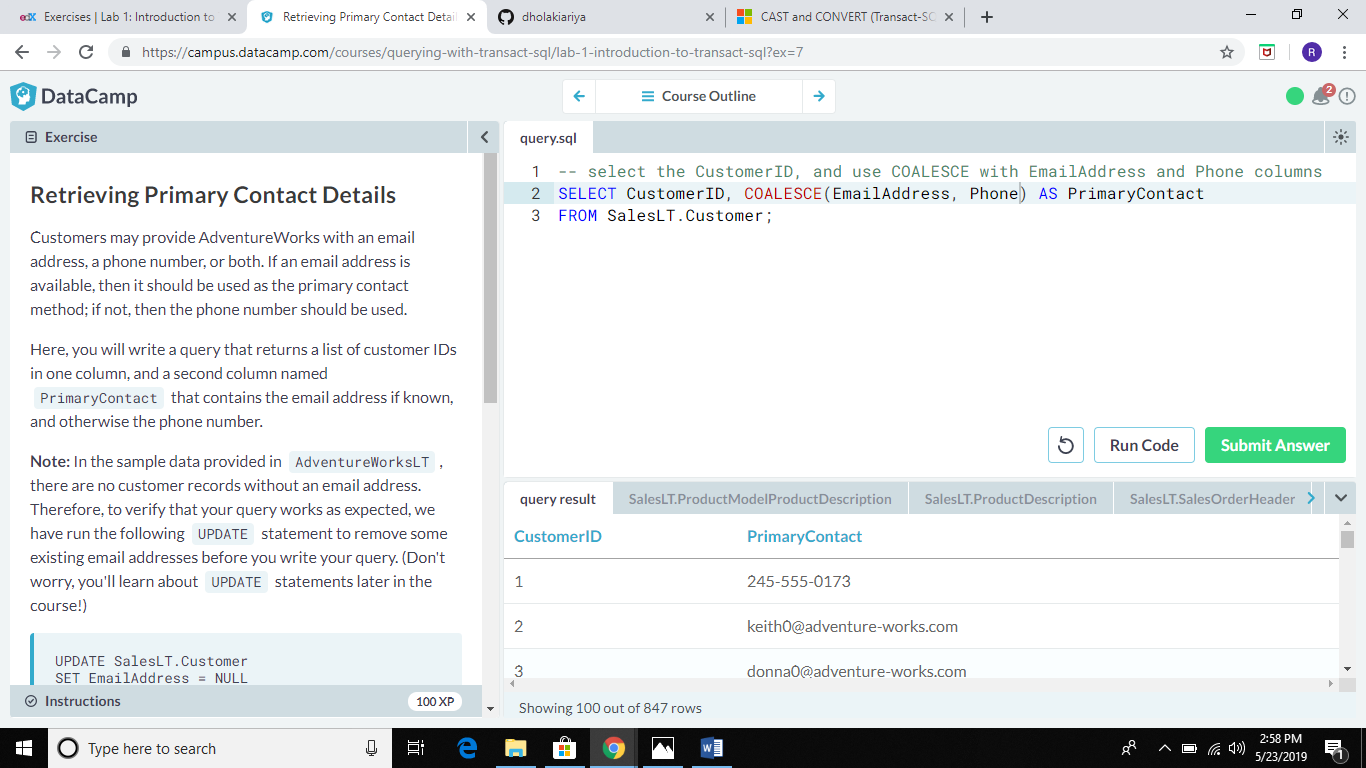 edX Exercises | Lab 1: Introduction to
Retrieving Primary Contact Detail
dholakiariya
CAST and CONVERT (Transact-SC
https://campus.datacamp.com/courses/querying-with-transact-sql/lab-1-introduction-to-transact-sql?ex=7
R
DataCamp
Course Outline
2
Exercise
query.sql
Retrieving Primary Contact Details
Customers may provide AdventureWorks with an email
address, a phone number, or both. If an email address is
available, then it should be used as the primary contact
method; if not, then the phone number should be used.
Here, you will write a query that returns a list of customer IDs
in one column, and a second column named
PrimaryContact that contains the email address if known,
and otherwise the phone number.
Note: In the sample data provided in AdventureWorksLT ,
there are no customer records without an email address.
Therefore, to verify that your query works as expected, we
have run the following UPDATE statement to remove some
existing email addresses before you write your query. (Don't
worry, you'll learn about UPDATE statements later in the
course!)
UPDATE SalesLT.Customer
SET EmailAddress = NULL
Instructions
100 XP
1 -- select the CustomerID, and use COALESCE with EmailAddress and Phone columns
2 SELECT CustomerID, COALESCE(EmailAddress, Phone) AS PrimaryContact
3 FROM SalesLT.Customer;
Run Code
Submit Answer
query result
SalesLT.ProductModelProductDescription
SalesLT.ProductDescription
SalesLT.SalesOrderHeader
CustomerID PrimaryContact
1 245-555-0173
2 keith0@adventure-works.com
3 donna0@adventure-works.com
Showing 100 out of 847 rows
Type here to search
2:58 PM
5/23/2019
1